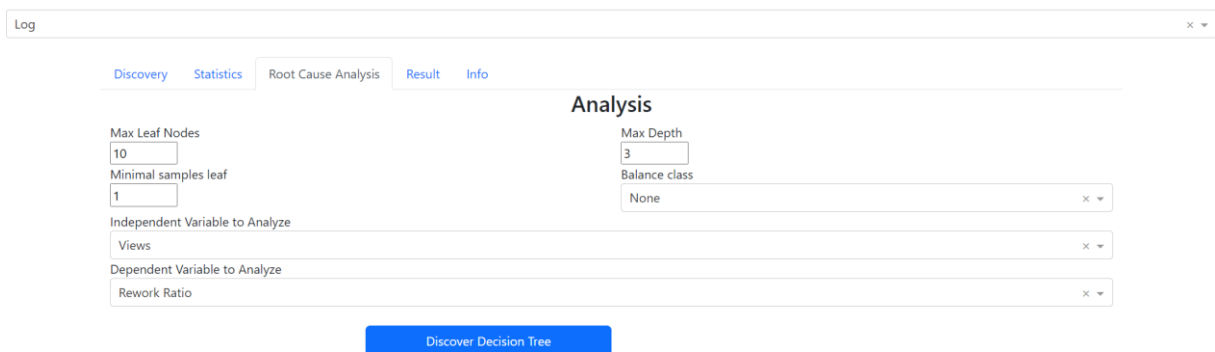 Log
Discovery Statistics Root Cause Analysis Result Info
Analysis
Max Leaf Nodes Max Depth
10 3
Minimal samples leaf Balance class
1 None
Independent Variable to Analyze
Views
Dependent Variable to Analyze
Rework Ratio
Discover Decision Tree